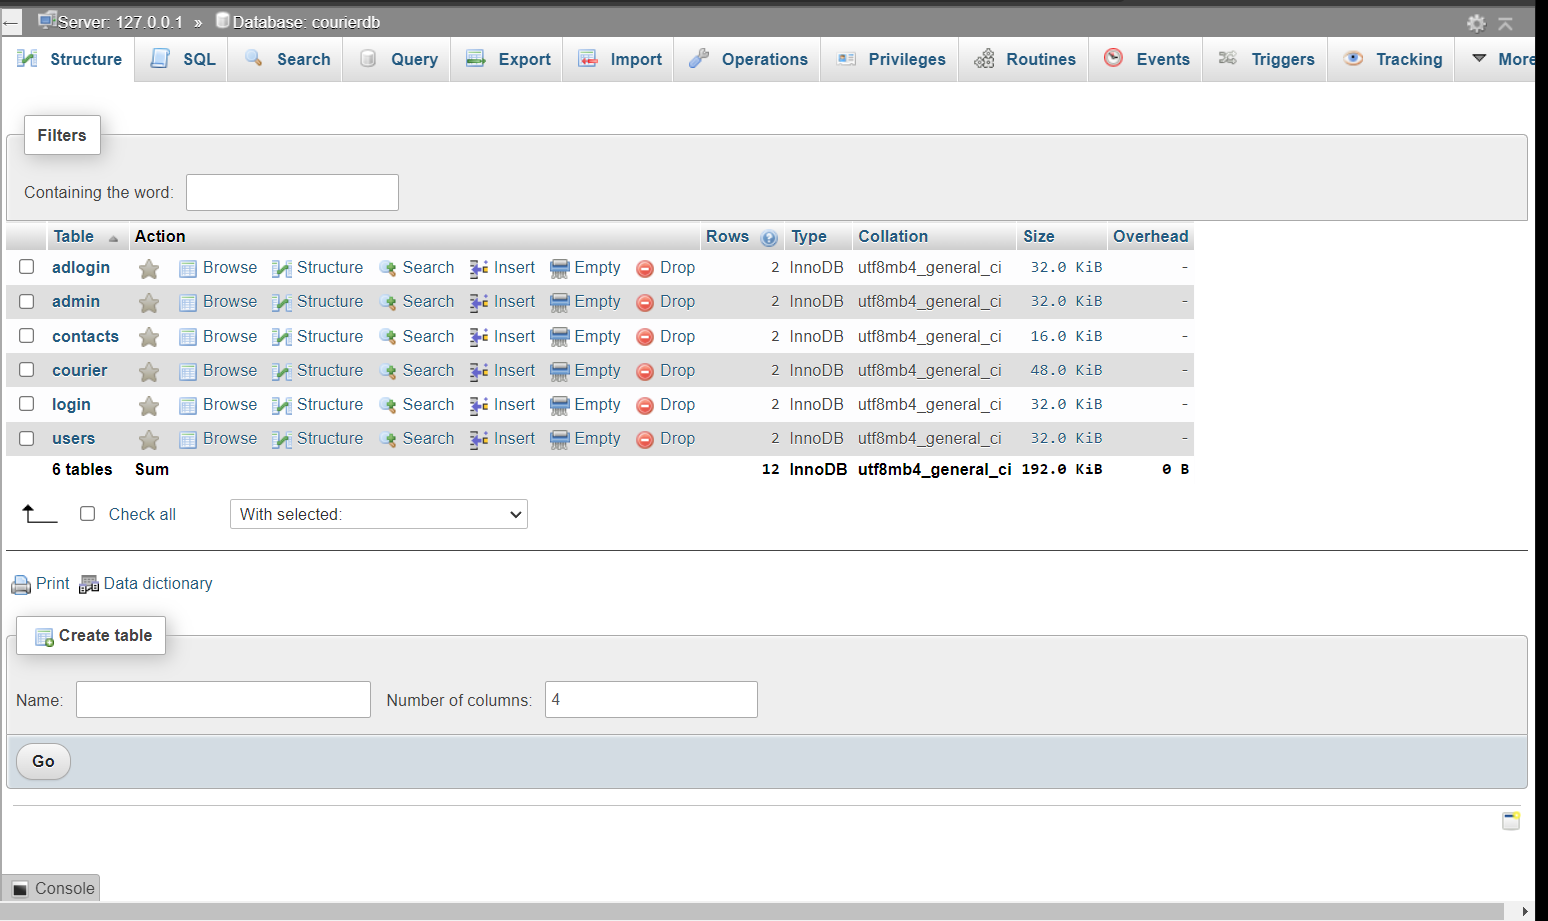 Server: 127.0.0.1 » Database: courierdb
Structure SQL Search Query Export Import Operations Privileges Routines Events Triggers Tracking More
Filters
Containing the word:
Table Action Rows Type Collation Size Overhead
adlogin Browse Structure Search Insert Empty Drop 2 InnoDB utf8mb4_general_ci 32.0 KiB -
admin Browse Structure Search Insert Empty Drop 2 InnoDB utf8mb4_general_ci 32.0 KiB -
contacts Browse Structure Search Insert Empty Drop 2 InnoDB utf8mb4_general_ci 16.0 KiB -
courier Browse Structure Search Insert Empty Drop 2 InnoDB utf8mb4_general_ci 48.0 KiB -
login Browse Structure Search Insert Empty Drop 2 InnoDB utf8mb4_general_ci 32.0 KiB -
users Browse Structure Search Insert Empty Drop 2 InnoDB utf8mb4_general_ci 32.0 KiB -
6 tables Sum 12 InnoDB utf8mb4_general_ci 192.0 KiB 0 B
Check all With selected:
Print Data dictionary
Create table
Name: Number of columns: 4
Go
Console